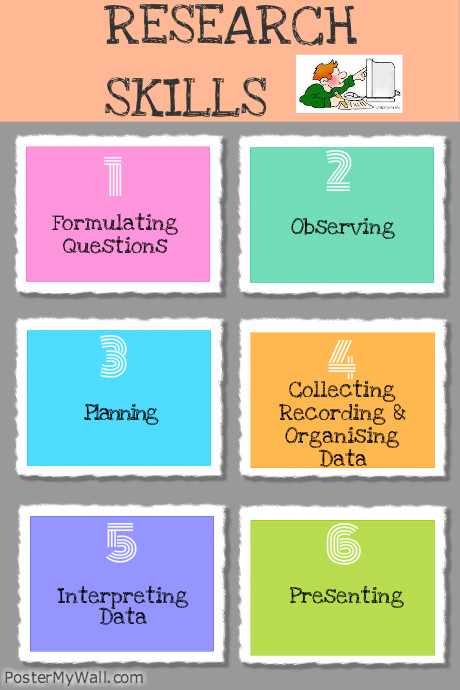 RESEARCH
SKILLS
1
Formulating
Questions
2
Observing
3
Planning
4
Collecting
Recording &
Organising
Data
5
Interpreting
Data
6
Presenting
PosterMyWall.com